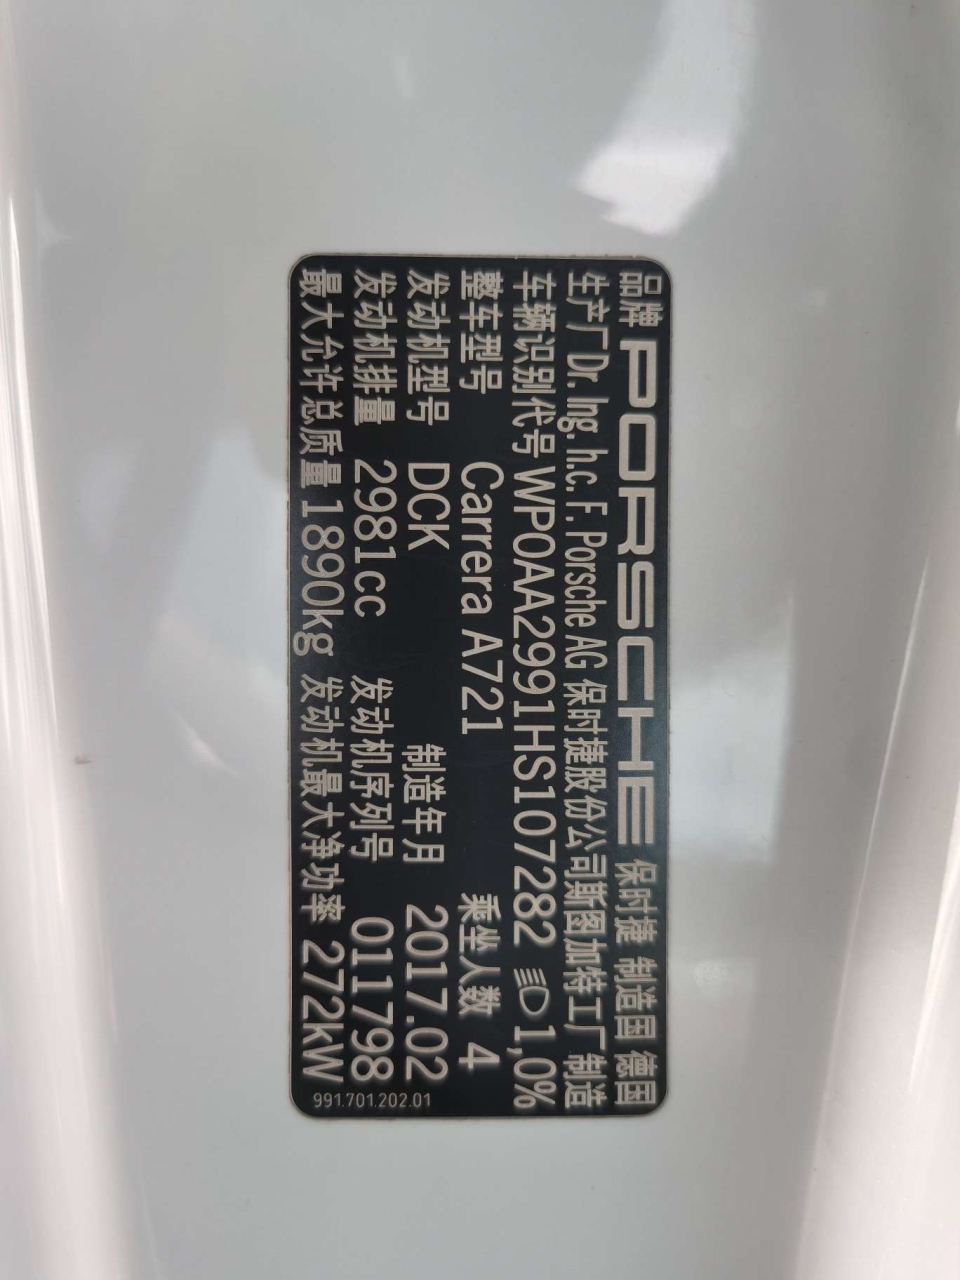 品牌 PORSCHE 保时捷 制造国 德国
生产厂Dr. Ing. h.c. F. Porsche AG 保时捷股份公司斯图加特工厂制造
车辆识别代号 WP0AA2991HS107282 1,0%
整车型号 Carrera A721 乘坐人数 4
发动机型号 DCK 制造年月 2017.02
发动机排量 2981cc 发动机序列号 011798
最大允许总质量 1890kg 发动机最大净功率 272kW
991.701.202.01